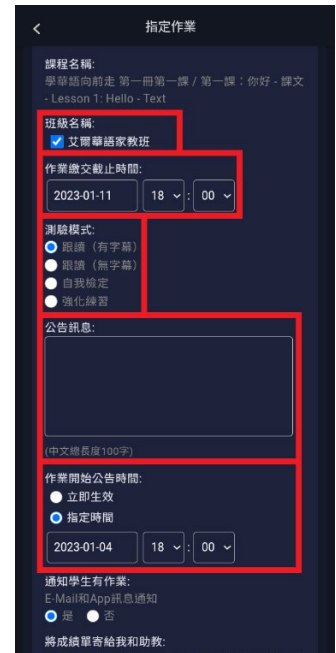 指定作業
課程名稱:
學華語向前走 第一冊第一課 / 第一課：你好 - 課文
- Lesson 1: Hello - Text
班級名稱:
艾爾華語家教班
作業繳交截止時間:
2023-01-11 18 : 00
測驗模式:
跟讀（有字幕）
跟讀（無字幕）
自我檢定
強化練習
公告訊息:
(中文總長度100字)
作業開始公告時間:
立即生效
指定時間
2023-01-04 18 : 00
通知學生有作業:
E-Mail和App訊息通知
是 否
將成績單寄給我和助教: